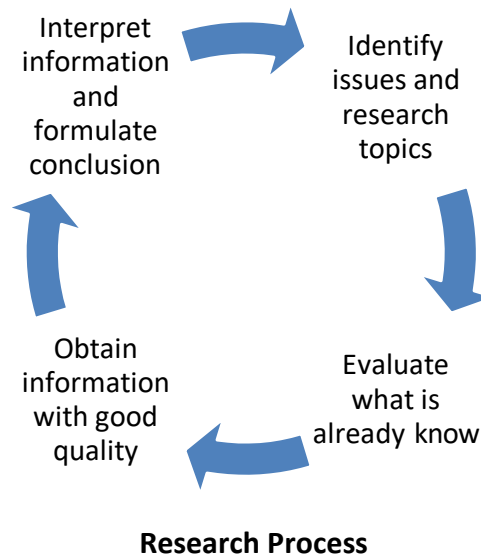 Interpret
information
and
formulate
conclusion
Identify
issues and
research
topics
Evaluate
what is
already know
Obtain
information
with good
quality
Research Process